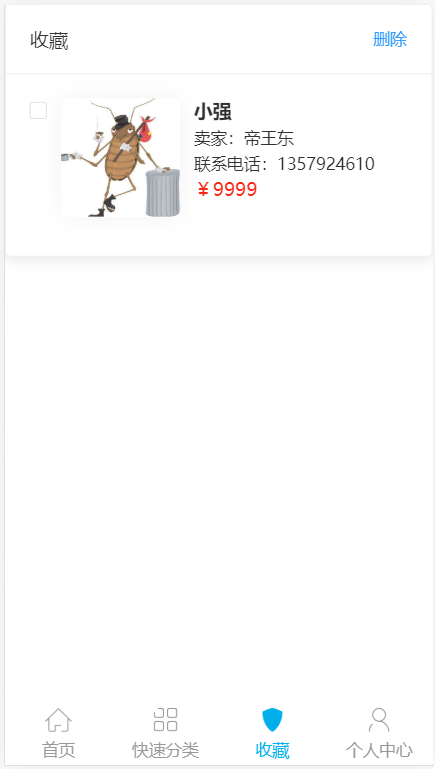 收藏
删除
小强
卖家：帝王东
联系电话：1357924610
￥9999
首页
快速分类
收藏
个人中心